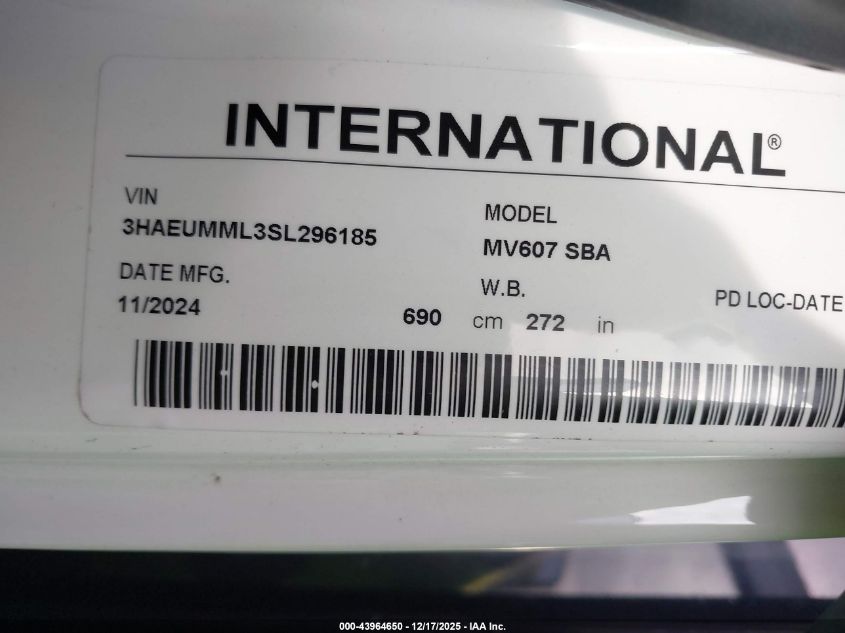 INTERNATIONAL®
VIN
3HAEUMML3SL296185
MODEL
MV607 SBA
DATE MFG.
11/2024
W.B.
690 cm 272 in
PD LOC-DATE
000-43964650 - 12/17/2025 - IAA Inc.